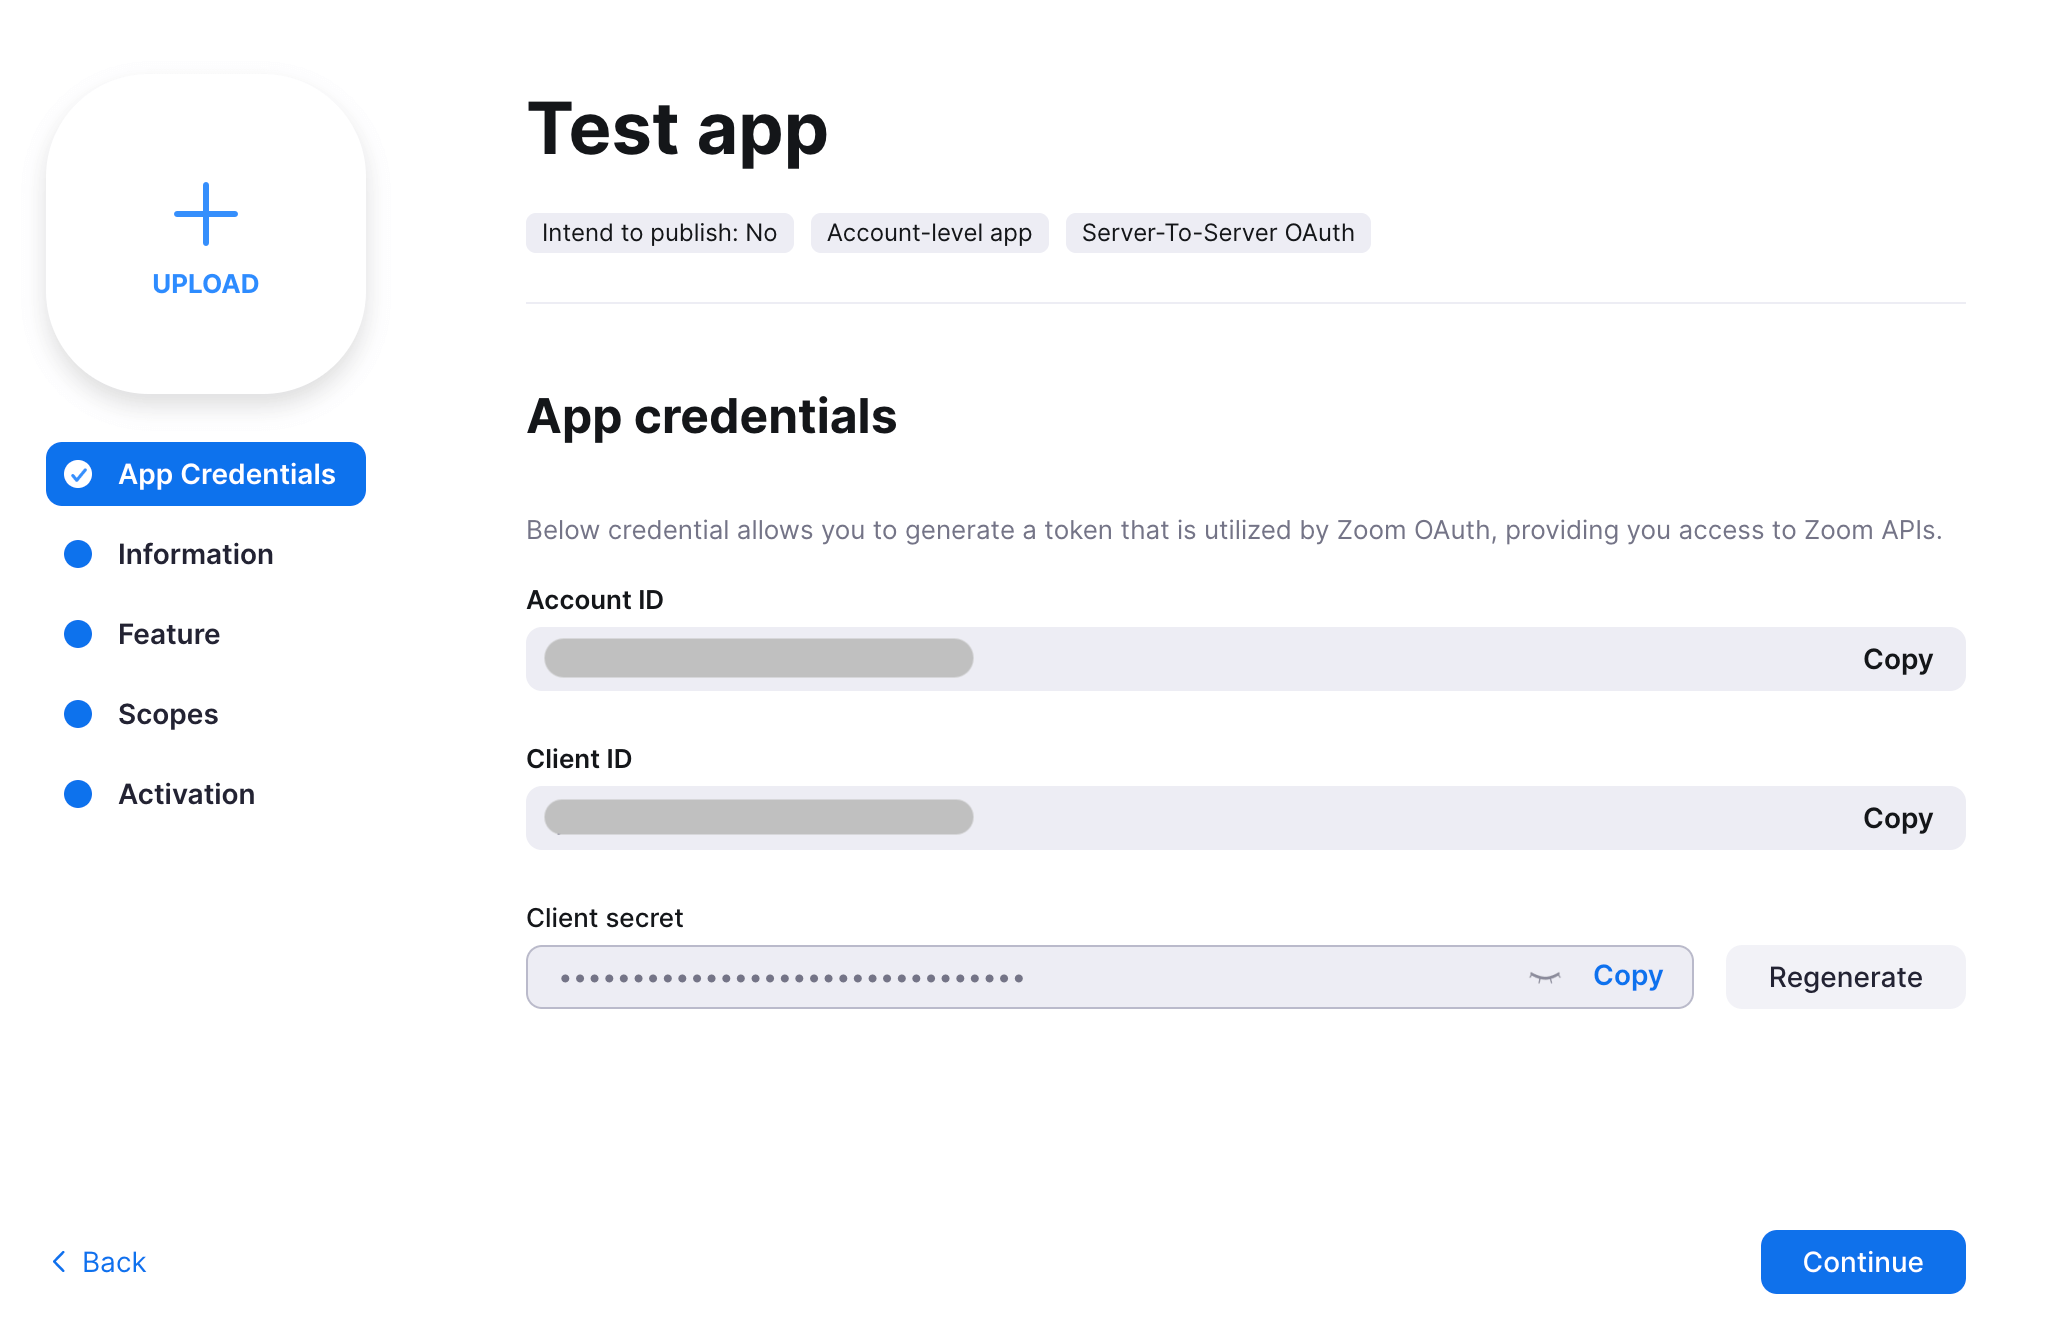 UPLOAD
App Credentials
Information
Feature
Scopes
Activation
Test app
Intend to publish: No
Account-level app
Server-To-Server OAuth
App credentials
Below credential allows you to generate a token that is utilized by Zoom OAuth, providing you access to Zoom APIs.
Account ID
Copy
Client ID
Copy
Client secret
Copy
Regenerate
Back
Continue